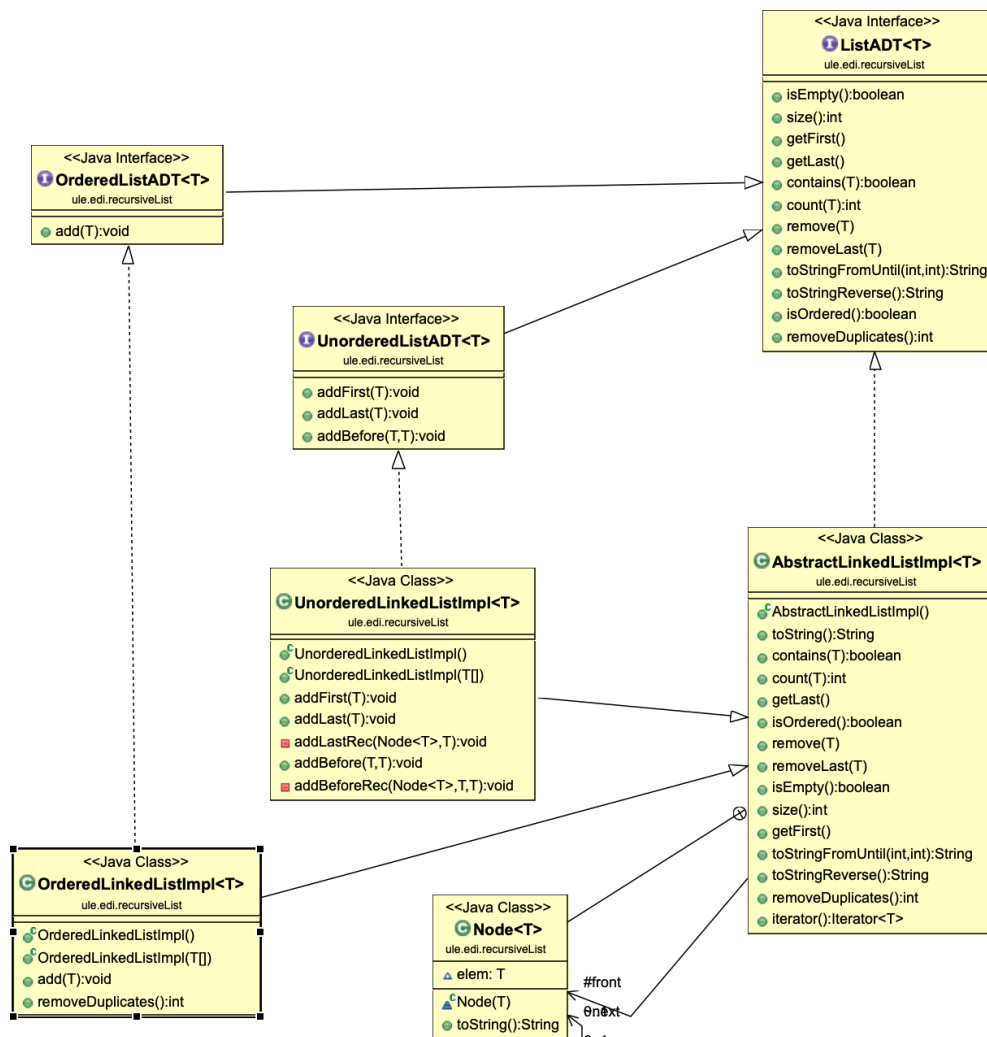 <<Java Interface>>
ListADT<T>
ule.edi.recursiveList
isEmpty():boolean
size():int
getFirst()
getLast()
contains(T):boolean
count(T):int
remove(T)
removeLast(T)
toStringFromUntil(int,int):String
toStringReverse():String
isOrdered():boolean
removeDuplicates():int
<<Java Interface>>
OrderedListADT<T>
ule.edi.recursiveList
add(T):void
<<Java Interface>>
UnorderedListADT<T>
ule.edi.recursiveList
addFirst(T):void
addLast(T):void
addBefore(T,T):void
<<Java Class>>
UnorderedLinkedListImpl<T>
ule.edi.recursiveList
UnorderedLinkedListImpl()
UnorderedLinkedListImpl(T[])
addFirst(T):void
addLast(T):void
addLastRec(Node<T>,T):void
addBefore(T,T):void
addBeforeRec(Node<T>,T,T):void
<<Java Class>>
AbstractLinkedListImpl<T>
ule.edi.recursiveList
AbstractLinkedListImpl()
toString():String
contains(T):boolean
count(T):int
getLast()
isOrdered():boolean
remove(T)
removeLast(T)
isEmpty():boolean
size():int
getFirst()
toStringFromUntil(int,int):String
toStringReverse():String
removeDuplicates():int
iterator():Iterator<T>
<<Java Class>>
OrderedLinkedListImpl<T>
ule.edi.recursiveList
OrderedLinkedListImpl()
OrderedLinkedListImpl(T[])
add(T):void
removeDuplicates():int
<<Java Class>>
Node<T>
ule.edi.recursiveList
elem: T
Node(T)
toString():String
#front